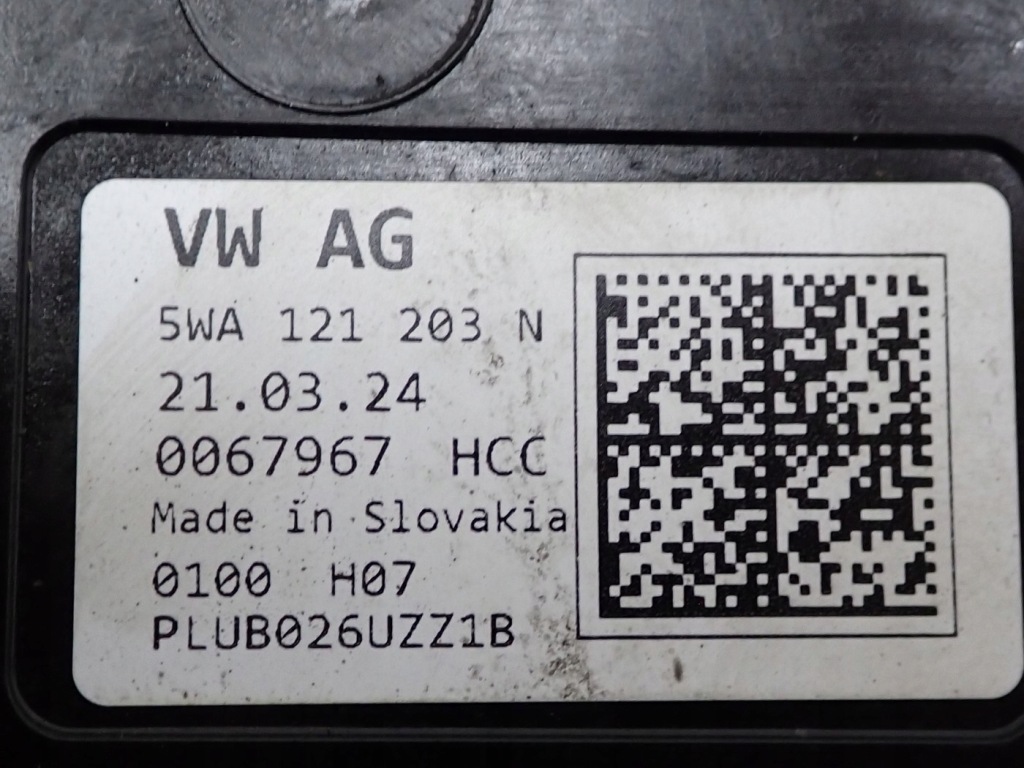 VW AG
5WA 121 203 N
21.03.24
0067967 HCC
Made in Slovakia
0100 H07
PLUB026UZZ1B